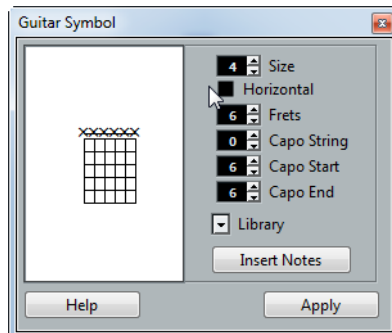 Guitar Symbol
XXXXXX
4 Size
Horizontal
6 Frets
0 Capo String
6 Capo Start
6 Capo End
Library
Insert Notes
Help
Apply